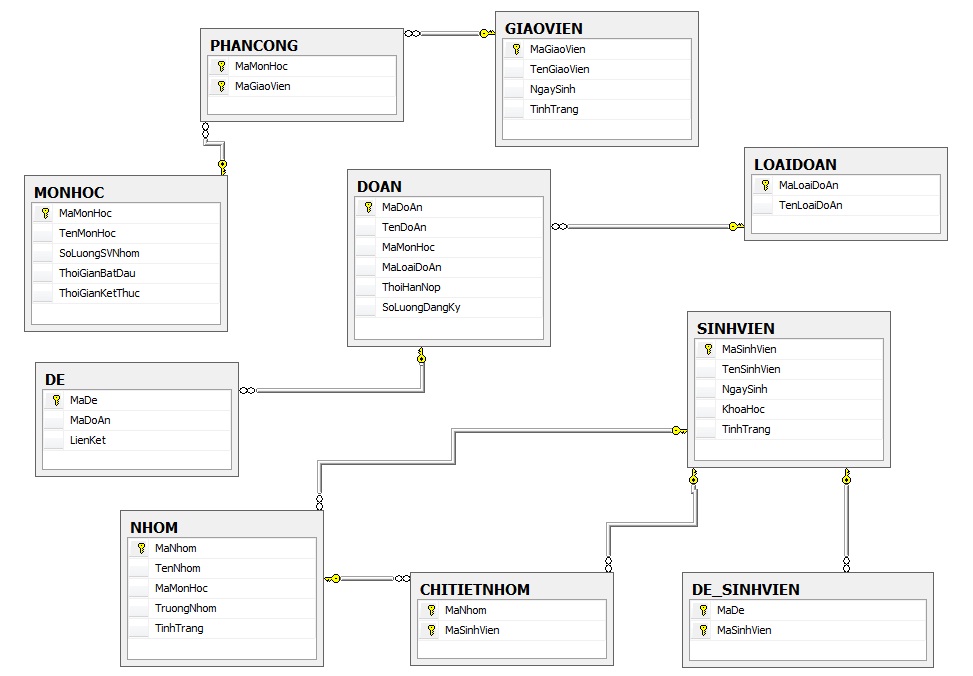 PHANCONG
MaMonHoc
MaGiaoVien
GIAOVIEN
MaGiaoVien
TenGiaoVien
NgaySinh
TinhTrang
MONHOC
MaMonHoc
TenMonHoc
SoLuongSVNhom
ThoiGianBatDau
ThoiGianKetThuc
DOAN
MaDoAn
TenDoAn
MaMonHoc
MaLoaiDoAn
ThoiHanNop
SoLuongDangKy
LOAIDOAN
MaLoaiDoAn
TenLoaiDoAn
DE
MaDe
MaDoAn
LienKet
SINHVIEN
MaSinhVien
TenSinhVien
NgaySinh
KhoaHoc
TinhTrang
NHOM
MaNhom
TenNhom
MaMonHoc
TruongNhom
TinhTrang
CHITIETNHOM
MaNhom
MaSinhVien
DE_SINHVIEN
MaDe
MaSinhVien